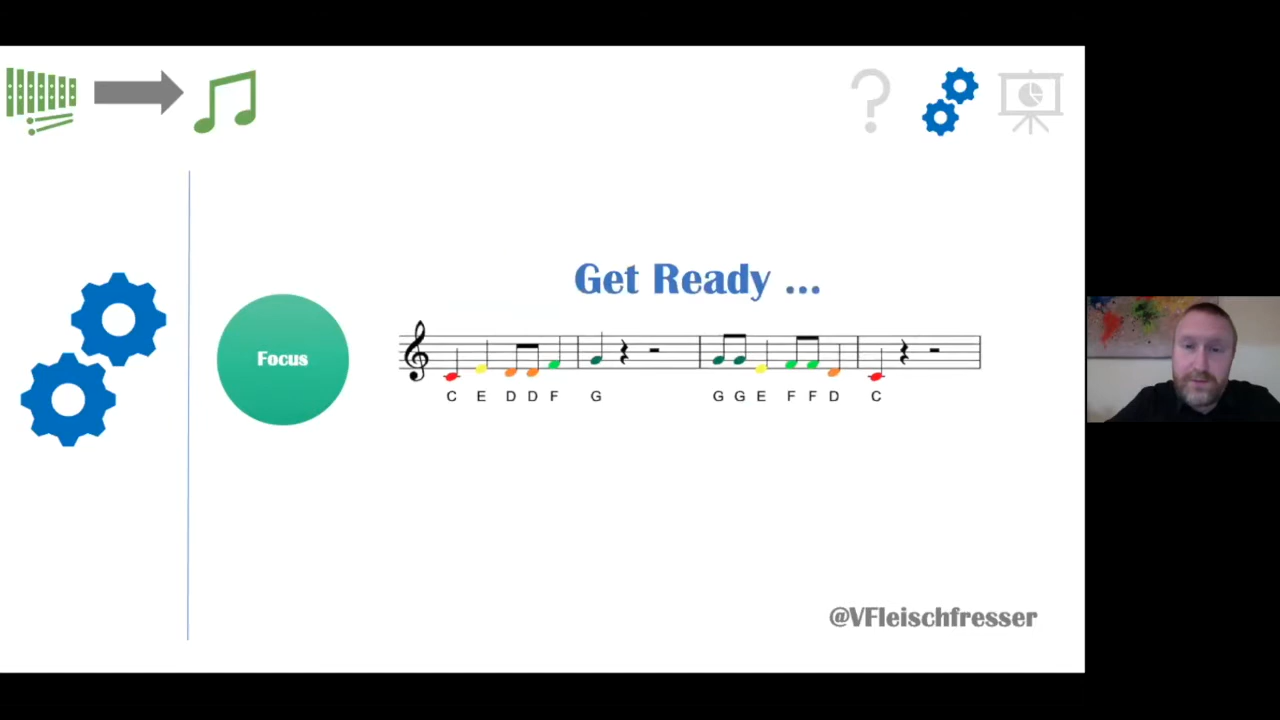 Get Ready ...
Focus
C E D D F G G G E F F D C
@VFleischfresser